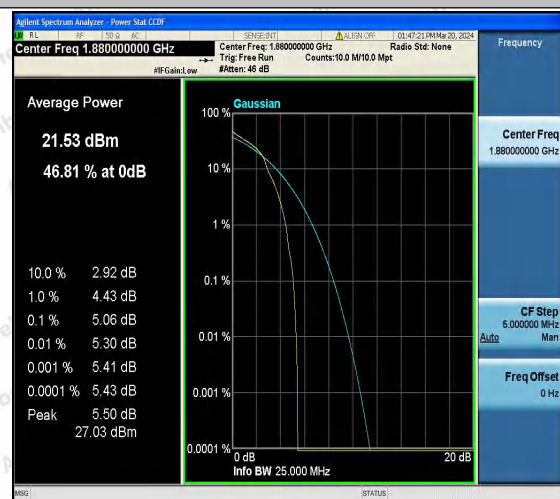 Agilent Spectrum Analyzer - Power Stat CCDF
RL RF 50 Ω AC SENSE:INT ALIGN OFF 01:47:21 PM Mar 20, 2024
Center Freq 1.880000000 GHz
Center Freq: 1.880000000 GHz Radio Std: None
Trig: Free Run Counts:10.0 M/10.0 Mpt
#IFGain:Low #Atten: 46 dB
Frequency
Average Power
21.53 dBm
46.81 % at 0dB
10.0 % 2.92 dB
1.0 % 4.43 dB
0.1 % 5.06 dB
0.01 % 5.30 dB
0.001 % 5.41 dB
0.0001 % 5.43 dB
Peak 5.50 dB
27.03 dBm
Gaussian
100 %
10 %
1 %
0.1 %
0.01 %
0.001 %
0.0001 %
0 dB 20 dB
Info BW 25.000 MHz
Center Freq
1.880000000 GHz
CF Step
5.000000 MHz
Auto Man
Freq Offset
0 Hz
MSG STATUS